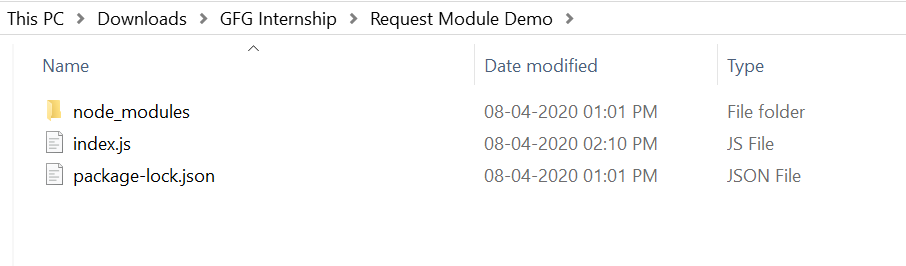 This PC > Downloads > GFG Internship > Request Module Demo >
Name Date modified Type
node_modules 08-04-2020 01:01 PM File folder
index.js 08-04-2020 02:10 PM JS File
package-lock.json 08-04-2020 01:01 PM JSON File